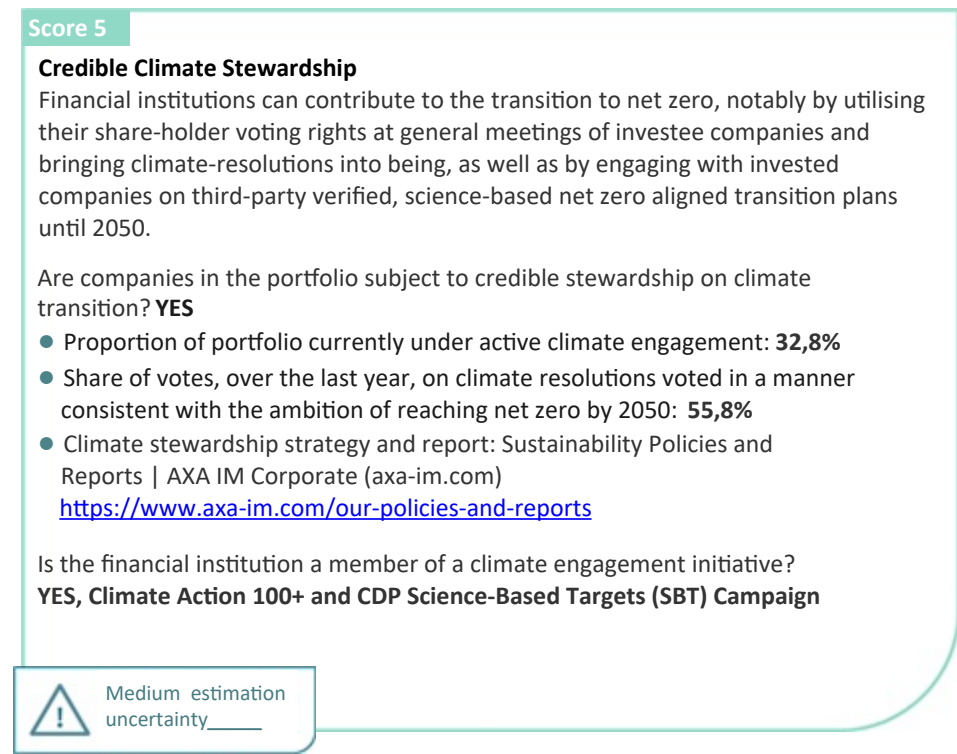 Score 5
Credible Climate Stewardship
Financial institutions can contribute to the transition to net zero, notably by utilising
their share-holder voting rights at general meetings of investee companies and
bringing climate-resolutions into being, as well as by engaging with invested
companies on third-party verified, science-based net zero aligned transition plans
until 2050.
Are companies in the portfolio subject to credible stewardship on climate
transition? YES
● Proportion of portfolio currently under active climate engagement: 32,8%
● Share of votes, over the last year, on climate resolutions voted in a manner
consistent with the ambition of reaching net zero by 2050: 55,8%
● Climate stewardship strategy and report: Sustainability Policies and
Reports | AXA IM Corporate (axa-im.com)
https://www.axa-im.com/our-policies-and-reports
Is the financial institution a member of a climate engagement initiative?
YES, Climate Action 100+ and CDP Science-Based Targets (SBT) Campaign
Medium estimation
uncertainty_____